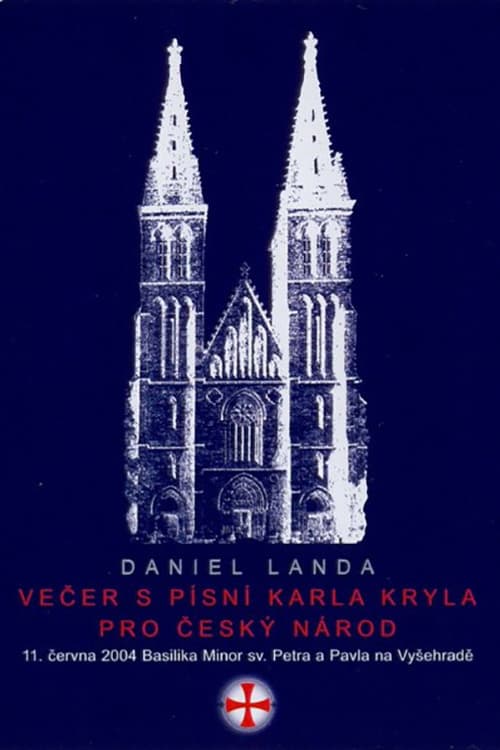 DANIEL LANDA
VEČER S PÍSNÍ KARLA KRYLA
PRO ČESKÝ NÁROD
11. června 2004 Basilika Minor sv. Petra a Pavla na Vyšehradě